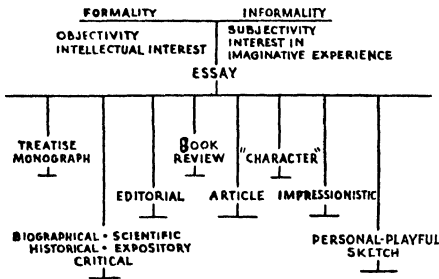 FORMALITY INFORMALITY
OBJECTIVITY SUBJECTIVITY
INTELLECTUAL INTEREST INTEREST IN
IMAGINATIVE EXPERIENCE
ESSAY
TREATISE BOOK "CHARACTER"
MONOGRAPH REVIEW
EDITORIAL ARTICLE IMPRESSIONISTIC
BIOGRAPHICAL • SCIENTIFIC PERSONAL-PLAYFUL
HISTORICAL • EXPOSITORY SKETCH
CRITICAL